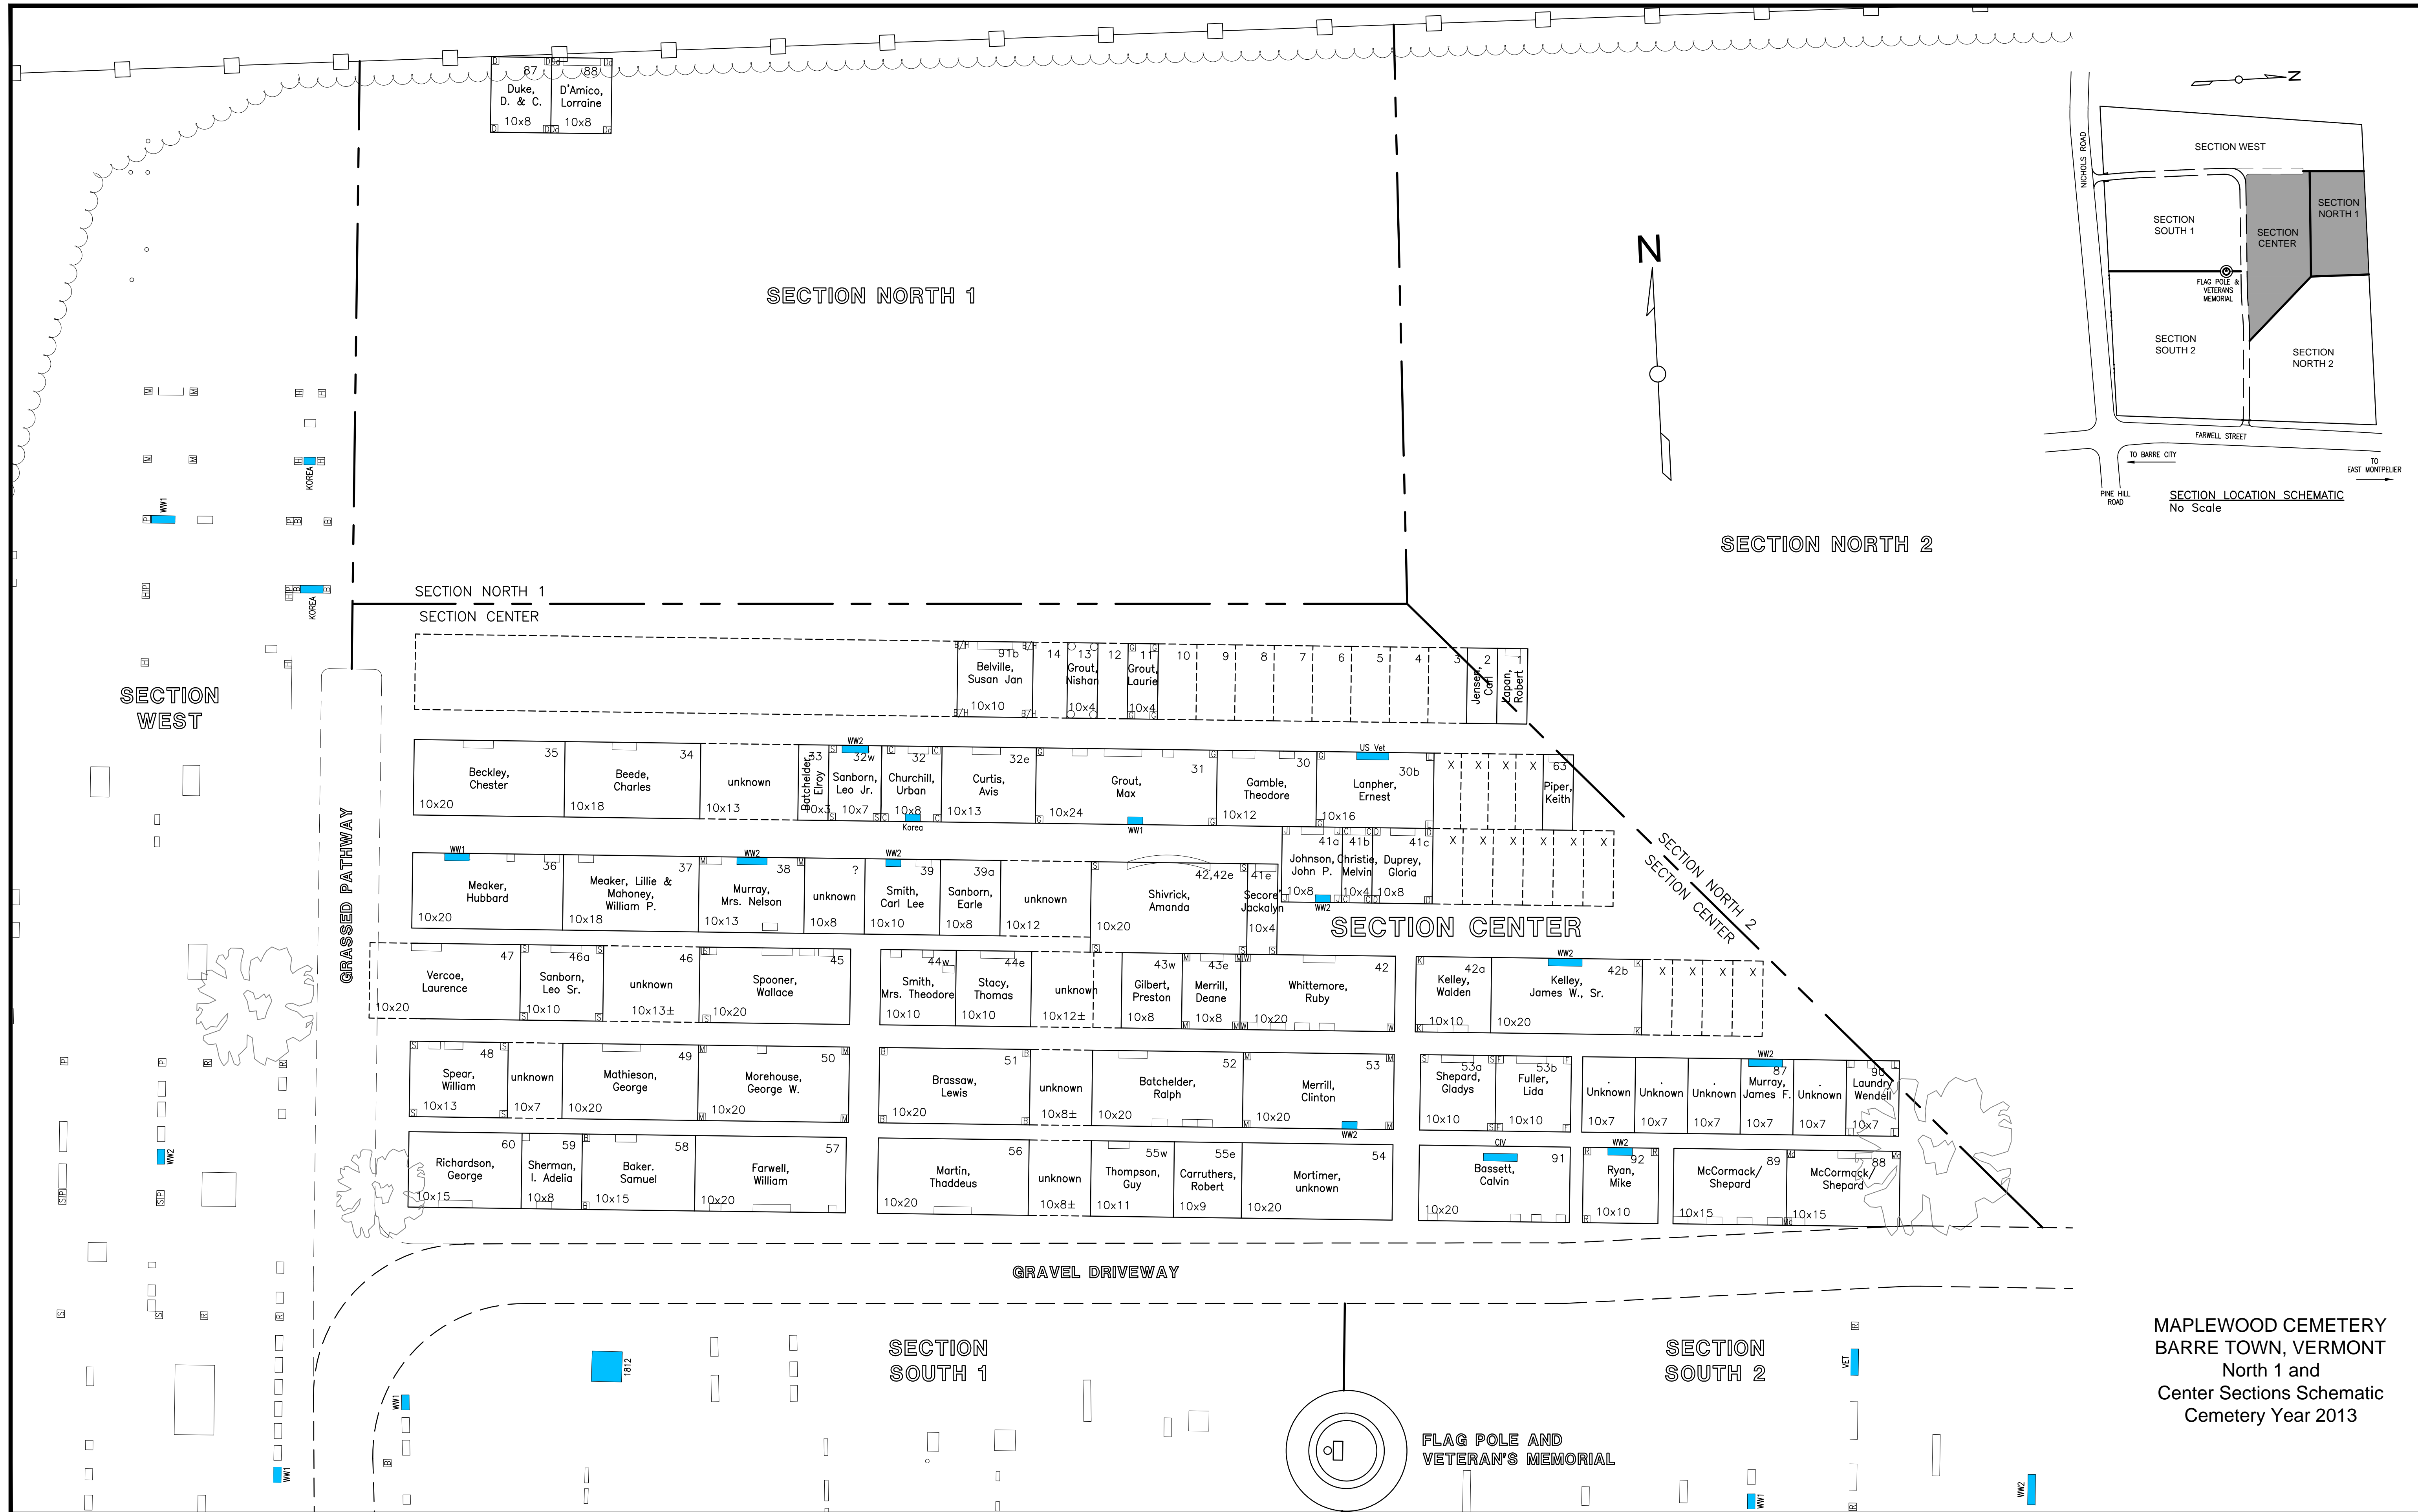 87
88
Duke,
D. & C.
D'Amico,
Lorraine
10x8
10x8
SECTION NORTH 1
N
SECTION NORTH 2
N
NICHOLS ROAD
SECTION WEST
SECTION
SOUTH 1
SECTION
CENTER
SECTION
NORTH 1
FLAG POLE &
VETERANS
MEMORIAL
SECTION
SOUTH 2
SECTION
NORTH 2
FARWELL STREET
TO BARRE CITY
TO
EAST MONTPELIER
PINE HILL
ROAD
SECTION LOCATION SCHEMATIC
No Scale
KOREA
WW1
KOREA
SECTION
WEST
GRASSED PATHWAY
SECTION NORTH 1
SECTION CENTER
91b
Belville,
Susan Jan
10x10
14
13
Grout,
Nishan
10x4
12
11
Grout,
Laurie
10x4
10
9
8
7
6
5
4
3
2
Jensen,
Carl
1
Kapan,
Robert
35
Beckley,
Chester
10x20
34
Beede,
Charles
10x18
unknown
10x13
33
Batchelder,
Elroy
10x3
WW2
32w
Sanborn,
Leo Jr.
10x7
32
Churchill,
Urban
10x8
Korea
32e
Curtis,
Avis
10x13
31
Grout,
Max
10x24
WW1
30
Gamble,
Theodore
10x12
US Vet
30b
Lanpher,
Ernest
10x16
X X X X
63
Piper,
Keith
WW1
36
Meaker,
Hubbard
10x20
37
Meaker, Lillie &
Mahoney,
William P.
10x18
WW2
38
Murray,
Mrs. Nelson
10x13
?
unknown
10x8
WW2
39
Smith,
Carl Lee
10x10
39a
Sanborn,
Earle
10x8
unknown
10x12
42,42e
Shivrick,
Amanda
10x20
41e
Secore'
Jackalyn
10x4
41a
Johnson,
John P.
10x8
WW2
41b
Christie,
Melvin
10x4
41c
Duprey,
Gloria
10x8
X X X X X X
SECTION CENTER
SECTION NORTH 2
SECTION CENTER
47
Vercoe,
Laurence
10x20
46a
Sanborn,
Leo Sr.
10x10
46
unknown
10x13±
45
Spooner,
Wallace
10x20
44w
Smith,
Mrs. Theodore
10x10
44e
Stacy,
Thomas
10x10
unknown
10x12±
43w
Gilbert,
Preston
10x8
43e
Merrill,
Deane
10x8
42
Whittemore,
Ruby
10x20
42a
Kelley,
Walden
10x10
WW2
42b
Kelley,
James W., Sr.
10x20
X X X X
48
Spear,
William
10x13
unknown
10x7
49
Mathieson,
George
10x20
50
Morehouse,
George W.
10x20
51
Brassaw,
Lewis
10x20
unknown
10x8±
52
Batchelder,
Ralph
10x20
53
Merrill,
Clinton
10x20
WW2
53a
Shepard,
Gladys
10x10
53b
Fuller,
Lida
10x10
Unknown
10x7
Unknown
10x7
Unknown
10x7
WW2
87
Murray,
James F.
10x7
Unknown
10x7
90
Laundry
Wendell
10x7
60
Richardson,
George
10x15
59
Sherman,
I. Adelia
10x8
58
Baker.
Samuel
10x15
57
Farwell,
William
10x20
56
Martin,
Thaddeus
10x20
unknown
10x8±
55w
Thompson,
Guy
10x11
55e
Carruthers,
Robert
10x9
54
Mortimer,
unknown
10x20
CIV
91
Bassett,
Calvin
10x20
WW2
92
Ryan,
Mike
10x10
89
McCormack/
Shepard
10x15
88
McCormack/
Shepard
10x15
WW2
GRAVEL DRIVEWAY
SECTION
SOUTH 1
SECTION
SOUTH 2
1812
WW1
WW1
VET
WW1
WW2
FLAG POLE AND
VETERAN'S MEMORIAL
MAPLEWOOD CEMETERY
BARRE TOWN, VERMONT
North 1 and
Center Sections Schematic
Cemetery Year 2013